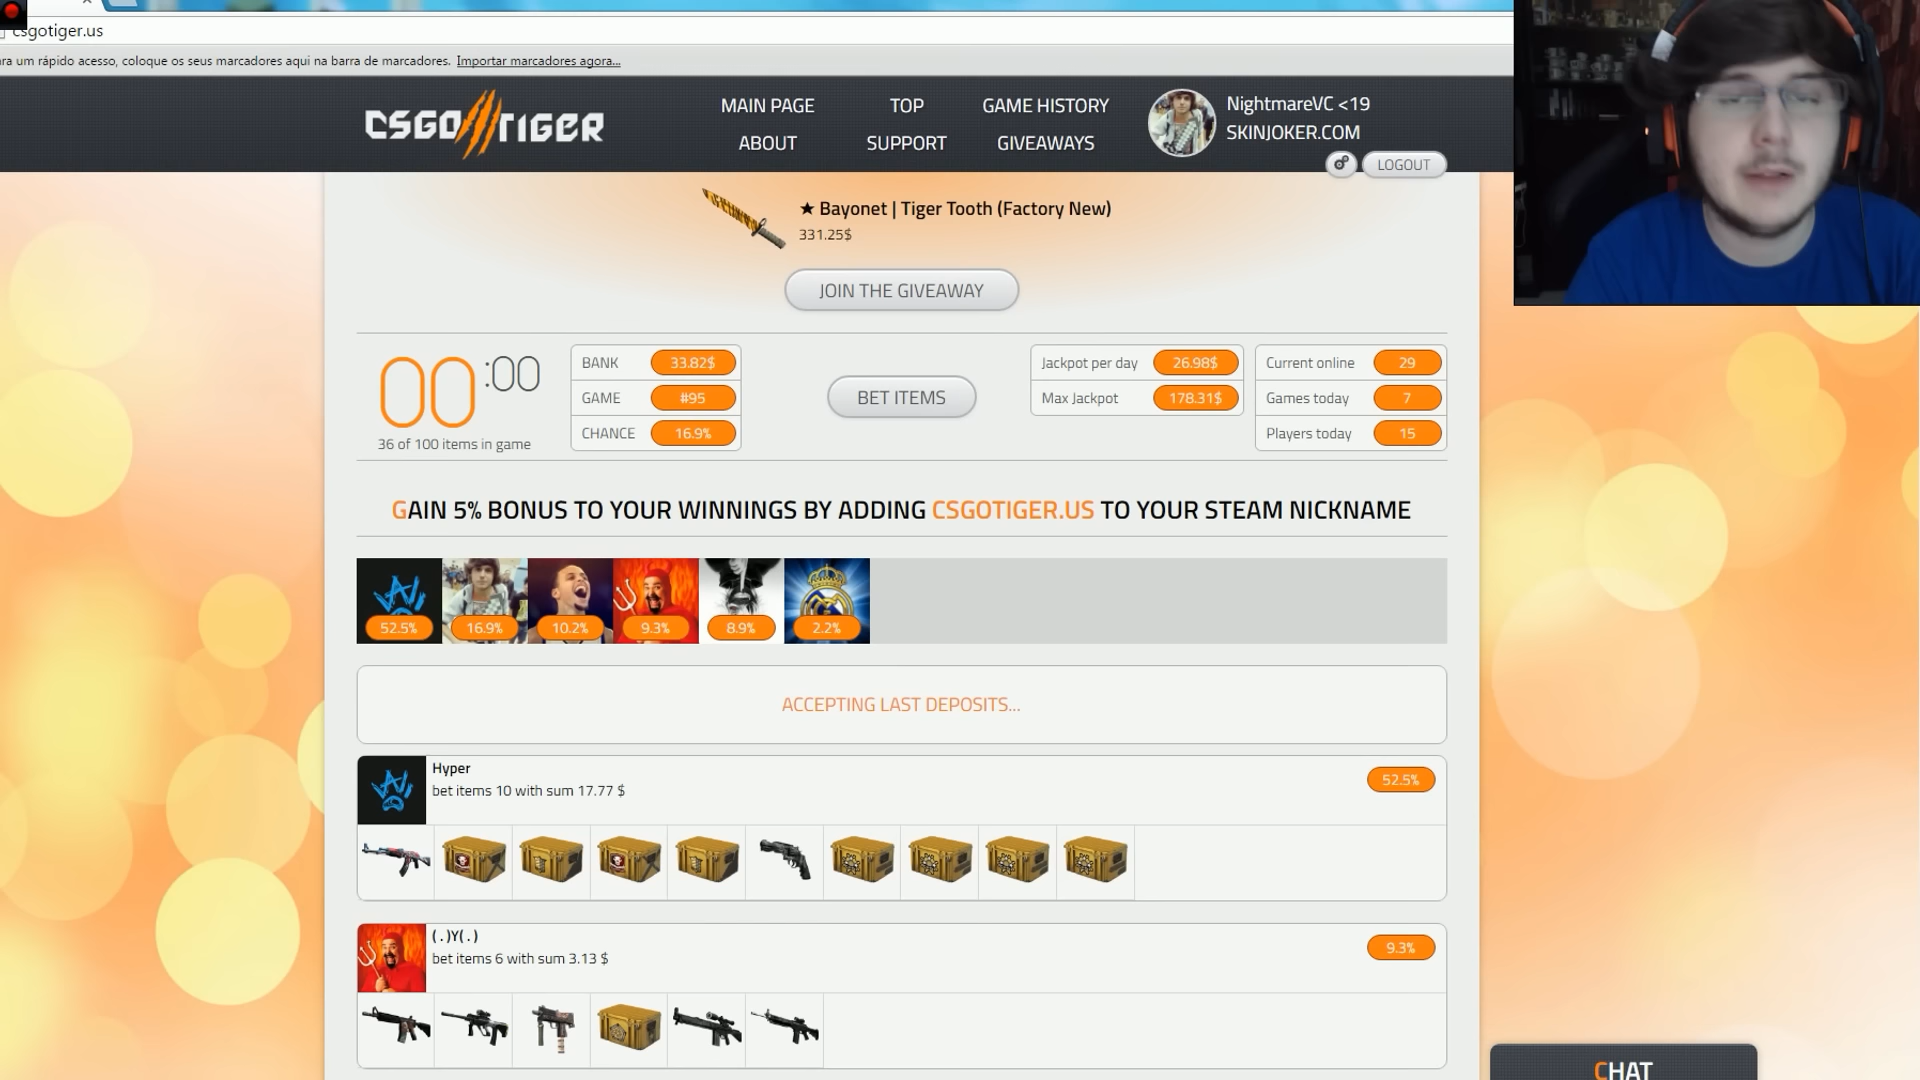 csgotiger.us
ra um rápido acesso, coloque os seus marcadores aqui na barra de marcadores. Importar marcadores agora...
CSGO TIGER
MAIN PAGE TOP GAME HISTORY
ABOUT SUPPORT GIVEAWAYS
NightmareVC <19
SKINJOKER.COM
LOGOUT
★ Bayonet | Tiger Tooth (Factory New)
331.25$
JOIN THE GIVEAWAY
00:00
36 of 100 items in game
BANK 33.82$
GAME #95
CHANCE 16.9%
BET ITEMS
Jackpot per day 26.98$
Max Jackpot 178.31$
Current online 29
Games today 7
Players today 15
GAIN 5% BONUS TO YOUR WINNINGS BY ADDING CSGOTIGER.US TO YOUR STEAM NICKNAME
52.5% 16.9% 10.2% 9.3% 8.9% 2.2%
ACCEPTING LAST DEPOSITS...
Hyper
bet items 10 with sum 17.77 $
52.5%
(.)Y(.)
bet items 6 with sum 3.13 $
9.3%
CHAT